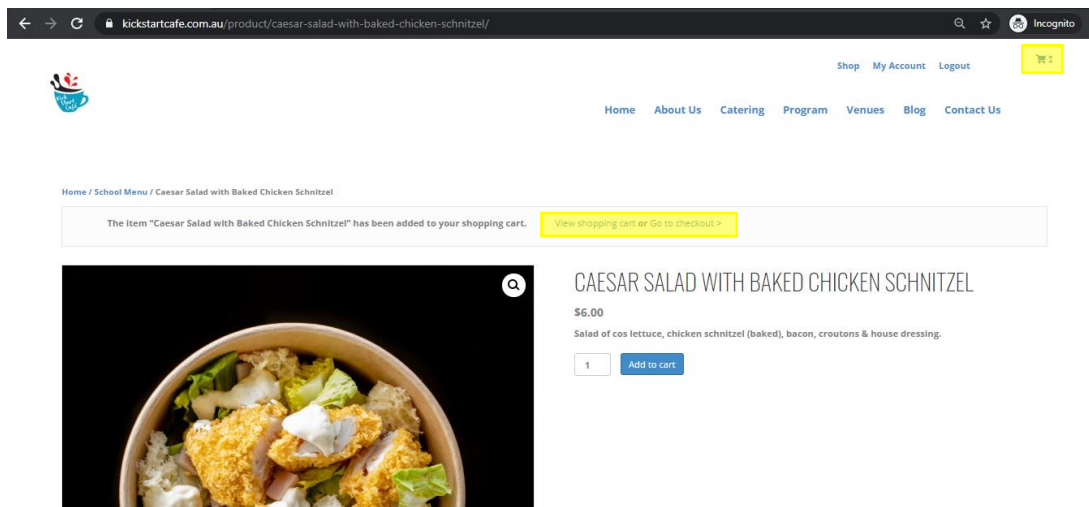 kickstartcafe.com.au/product/caesar-salad-with-baked-chicken-schnitzel/
Incognito
Shop My Account Logout
Kick
Start
Café
Home About Us Catering Program Venues Blog Contact Us
Home / School Menu / Caesar Salad with Baked Chicken Schnitzel
The item “Caesar Salad with Baked Chicken Schnitzel” has been added to your shopping cart. View shopping cart or Go to checkout >
CAESAR SALAD WITH BAKED CHICKEN SCHNITZEL
$6.00
Salad of cos lettuce, chicken schnitzel (baked), bacon, croutons & house dressing.
1 Add to cart